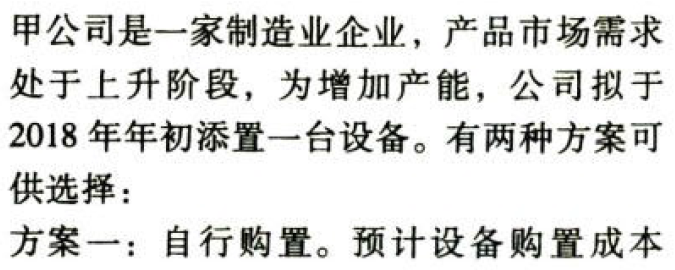 甲公司是一家制造业企业，产品市场需求
处于上升阶段，为增加产能，公司拟于
2018年年初添置一台设备。有两种方案可
供选择：
方案一：自行购置。预计设备购置成本